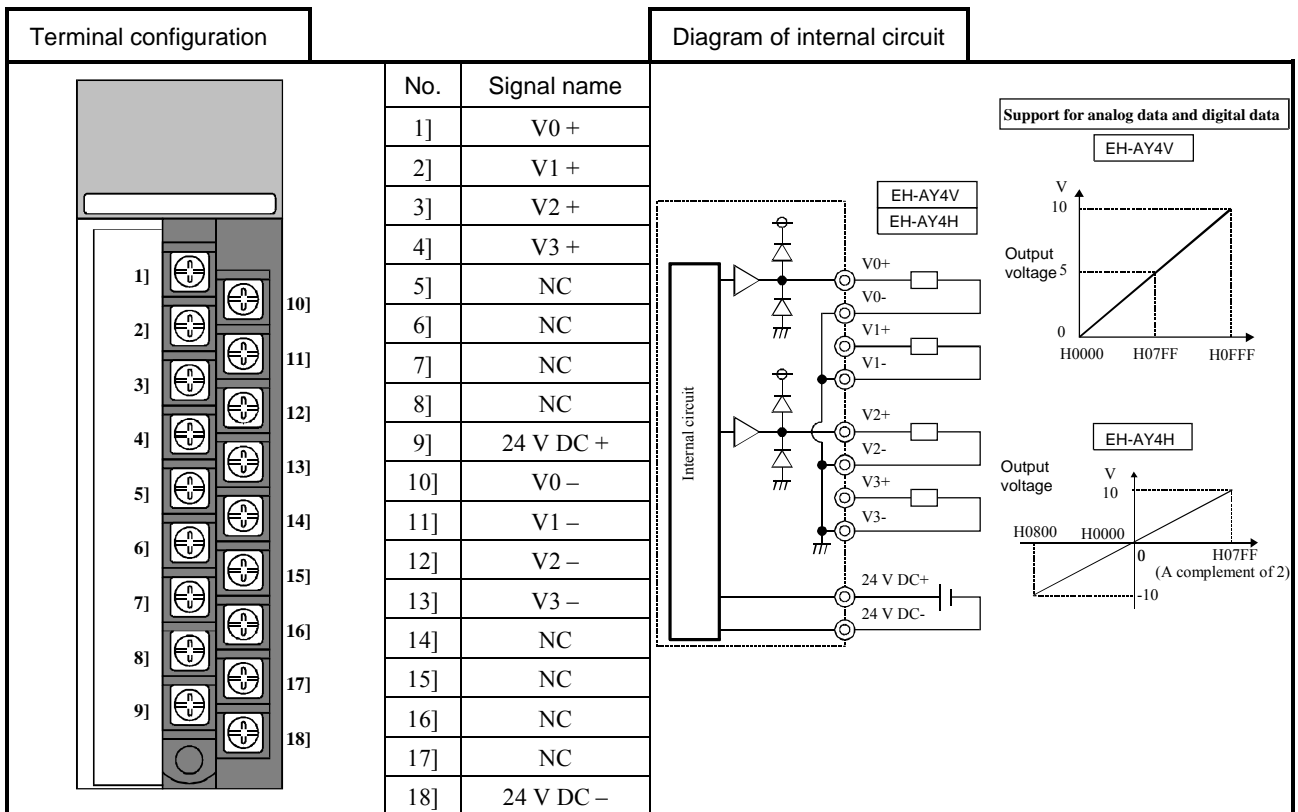 Terminal configuration
Diagram of internal circuit
1]
2]
3]
4]
5]
6]
7]
8]
9]
10]
11]
12]
13]
14]
15]
16]
17]
18]
No. Signal name
1] V0 +
2] V1 +
3] V2 +
4] V3 +
5] NC
6] NC
7] NC
8] NC
9] 24 V DC +
10] V0 –
11] V1 –
12] V2 –
13] V3 –
14] NC
15] NC
16] NC
17] NC
18] 24 V DC –
EH-AY4V
EH-AY4H
Internal circuit
V0+
V0-
V1+
V1-
V2+
V2-
V3+
V3-
24 V DC+
24 V DC-
Support for analog data and digital data
EH-AY4V
V
10
Output
voltage
5
0
H0000 H07FF H0FFF
EH-AY4H
Output
voltage
V
10
H0800 H0000
0
H07FF
(A complement of 2)
-10